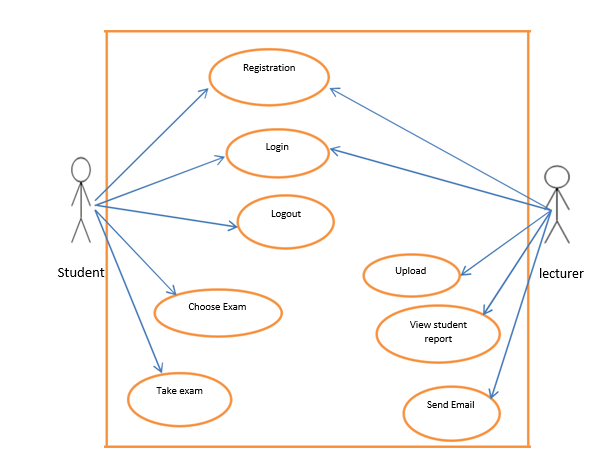 Registration
Login
Logout
Student
lecturer
Upload
Choose Exam
View student
report
Take exam
Send Email